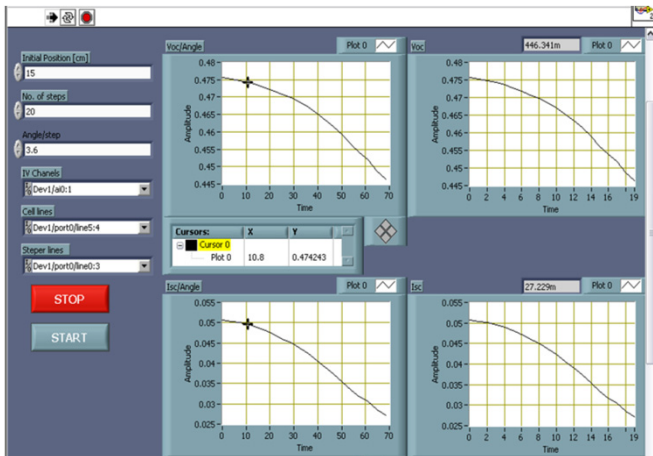 Initial Position [cm]
15
No. of steps
20
Angle/step
3.6
IV Chanels
Dev1/ai0:1
Cell lines
Dev1/port0/line5:4
Steper lines
Dev1/port0/line0:3
STOP
START
Voc/Angle
Plot 0
0.48
0.475
0.47
0.465
0.46
0.455
0.45
0.445
Amplitude
0 10 20 30 40 50 60 70
Time
Voc
446.341m
Plot 0
0.48
0.475
0.47
0.465
0.46
0.455
0.45
0.445
Amplitude
0 2 4 6 8 10 12 14 16 19
Time
Cursors: X Y
Cursor 0
Plot 0 10.8 0.474243
Isc/Angle
Plot 0
0.055
0.05
0.045
0.04
0.035
0.03
0.025
Amplitude
0 10 20 30 40 50 60 70
Time
Isc
27.229m
Plot 0
0.055
0.05
0.045
0.04
0.035
0.03
0.025
Amplitude
0 2 4 6 8 10 12 14 16 19
Time